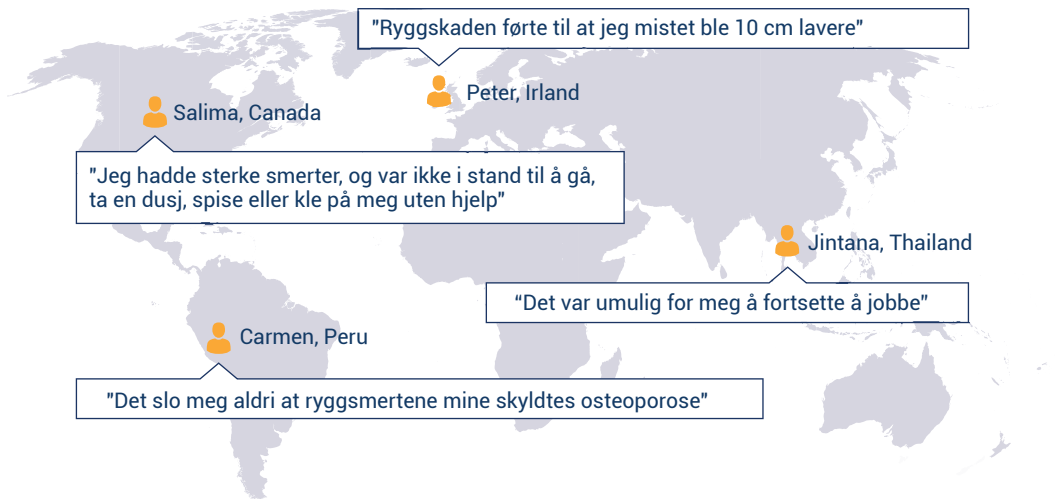 "Ryggskaden førte til at jeg mistet ble 10 cm lavere"
Peter, Irland
Salima, Canada
"Jeg hadde sterke smerter, og var ikke i stand til å gå,
ta en dusj, spise eller kle på meg uten hjelp"
Jintana, Thailand
“Det var umulig for meg å fortsette å jobbe”
Carmen, Peru
"Det slo meg aldri at ryggsmertene mine skyldtes osteoporose"